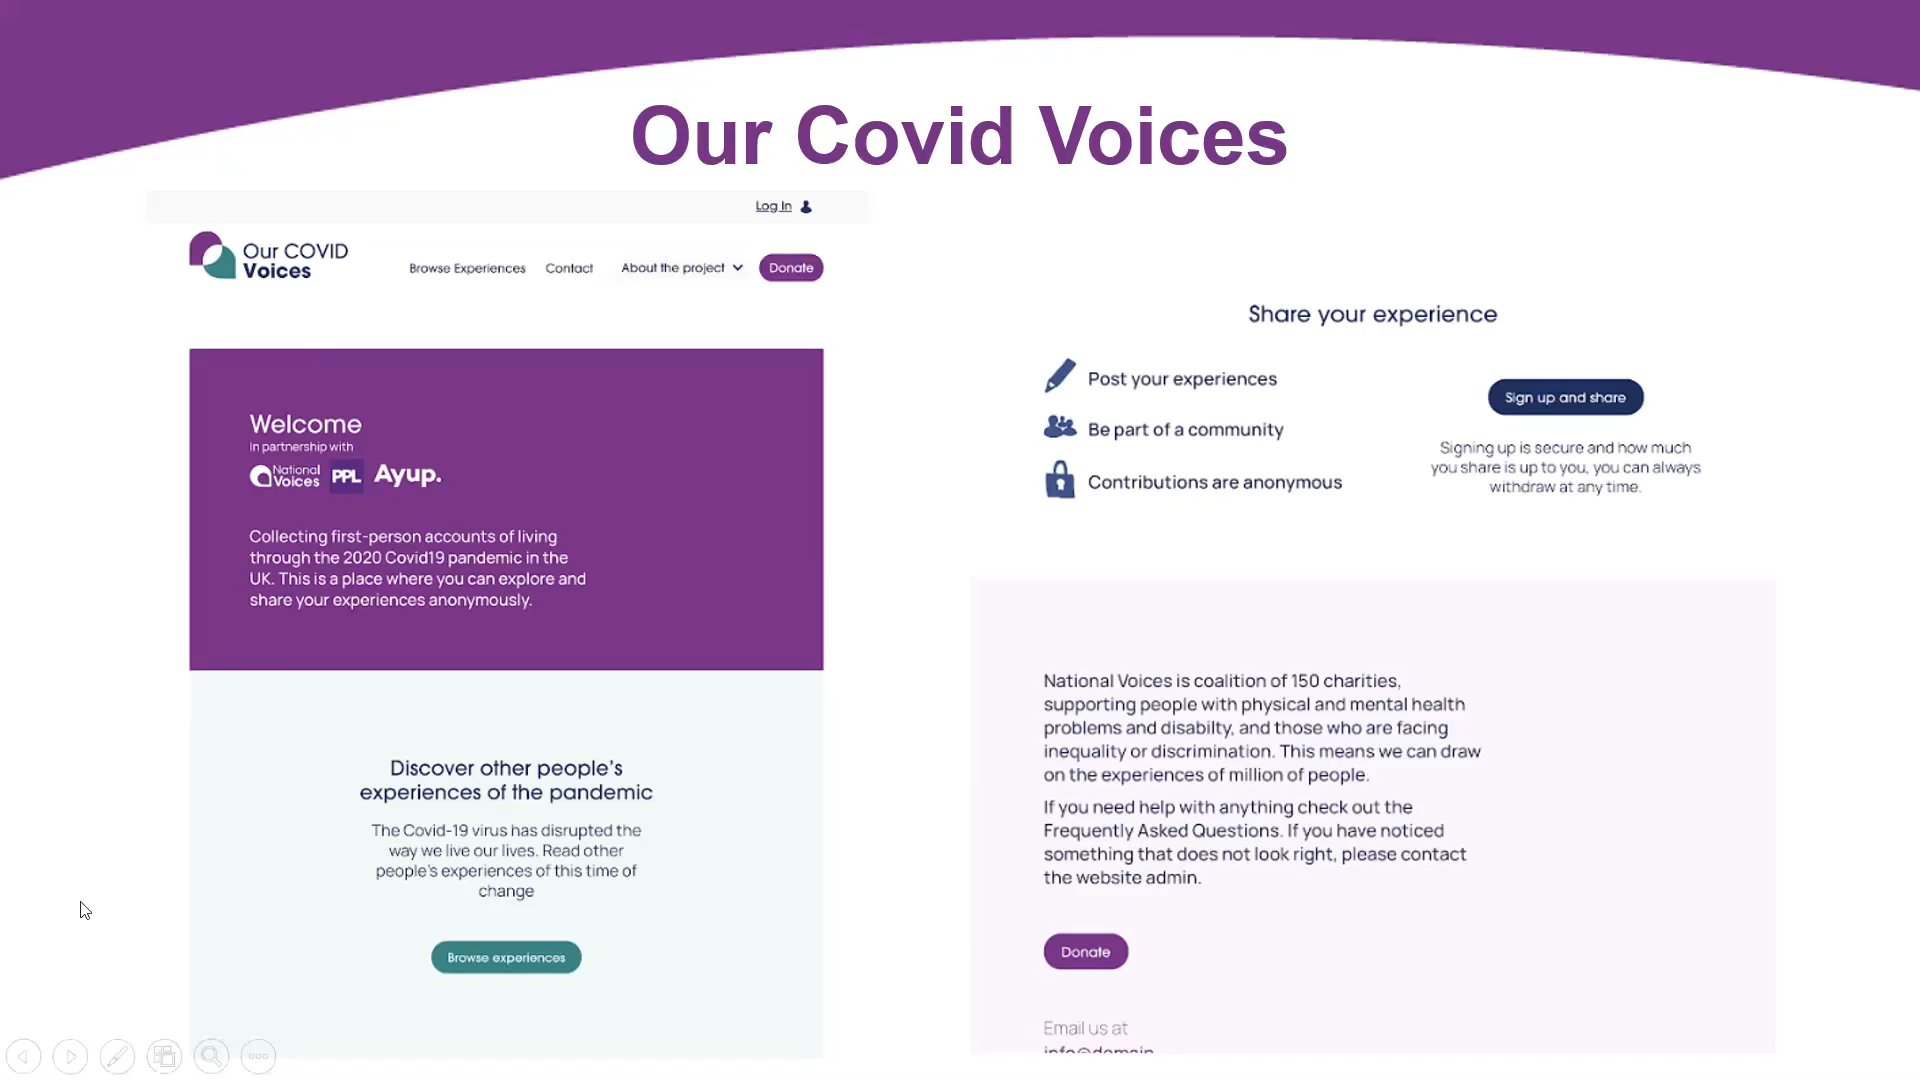 Our Covid Voices
Log In
Our COVID
Voices
Browse Experiences
Contact
About the project
Donate
Welcome
In partnership with
National
Voices
PPL
Ayup.
Collecting first-person accounts of living
through the 2020 Covid19 pandemic in the
UK. This is a place where you can explore and
share your experiences anonymously.
Discover other people's
experiences of the pandemic
The Covid-19 virus has disrupted the
way we live our lives. Read other
people's experiences of this time of
change
Browse experiences
Share your experience
Post your experiences
Be part of a community
Contributions are anonymous
Sign up and share
Signing up is secure and how much
you share is up to you, you can always
withdraw at any time.
National Voices is coalition of 150 charities,
supporting people with physical and mental health
problems and disabilty, and those who are facing
inequality or discrimination. This means we can draw
on the experiences of million of people.
If you need help with anything check out the
Frequently Asked Questions. If you have noticed
something that does not look right, please contact
the website admin.
Donate
Email us at
info@domain